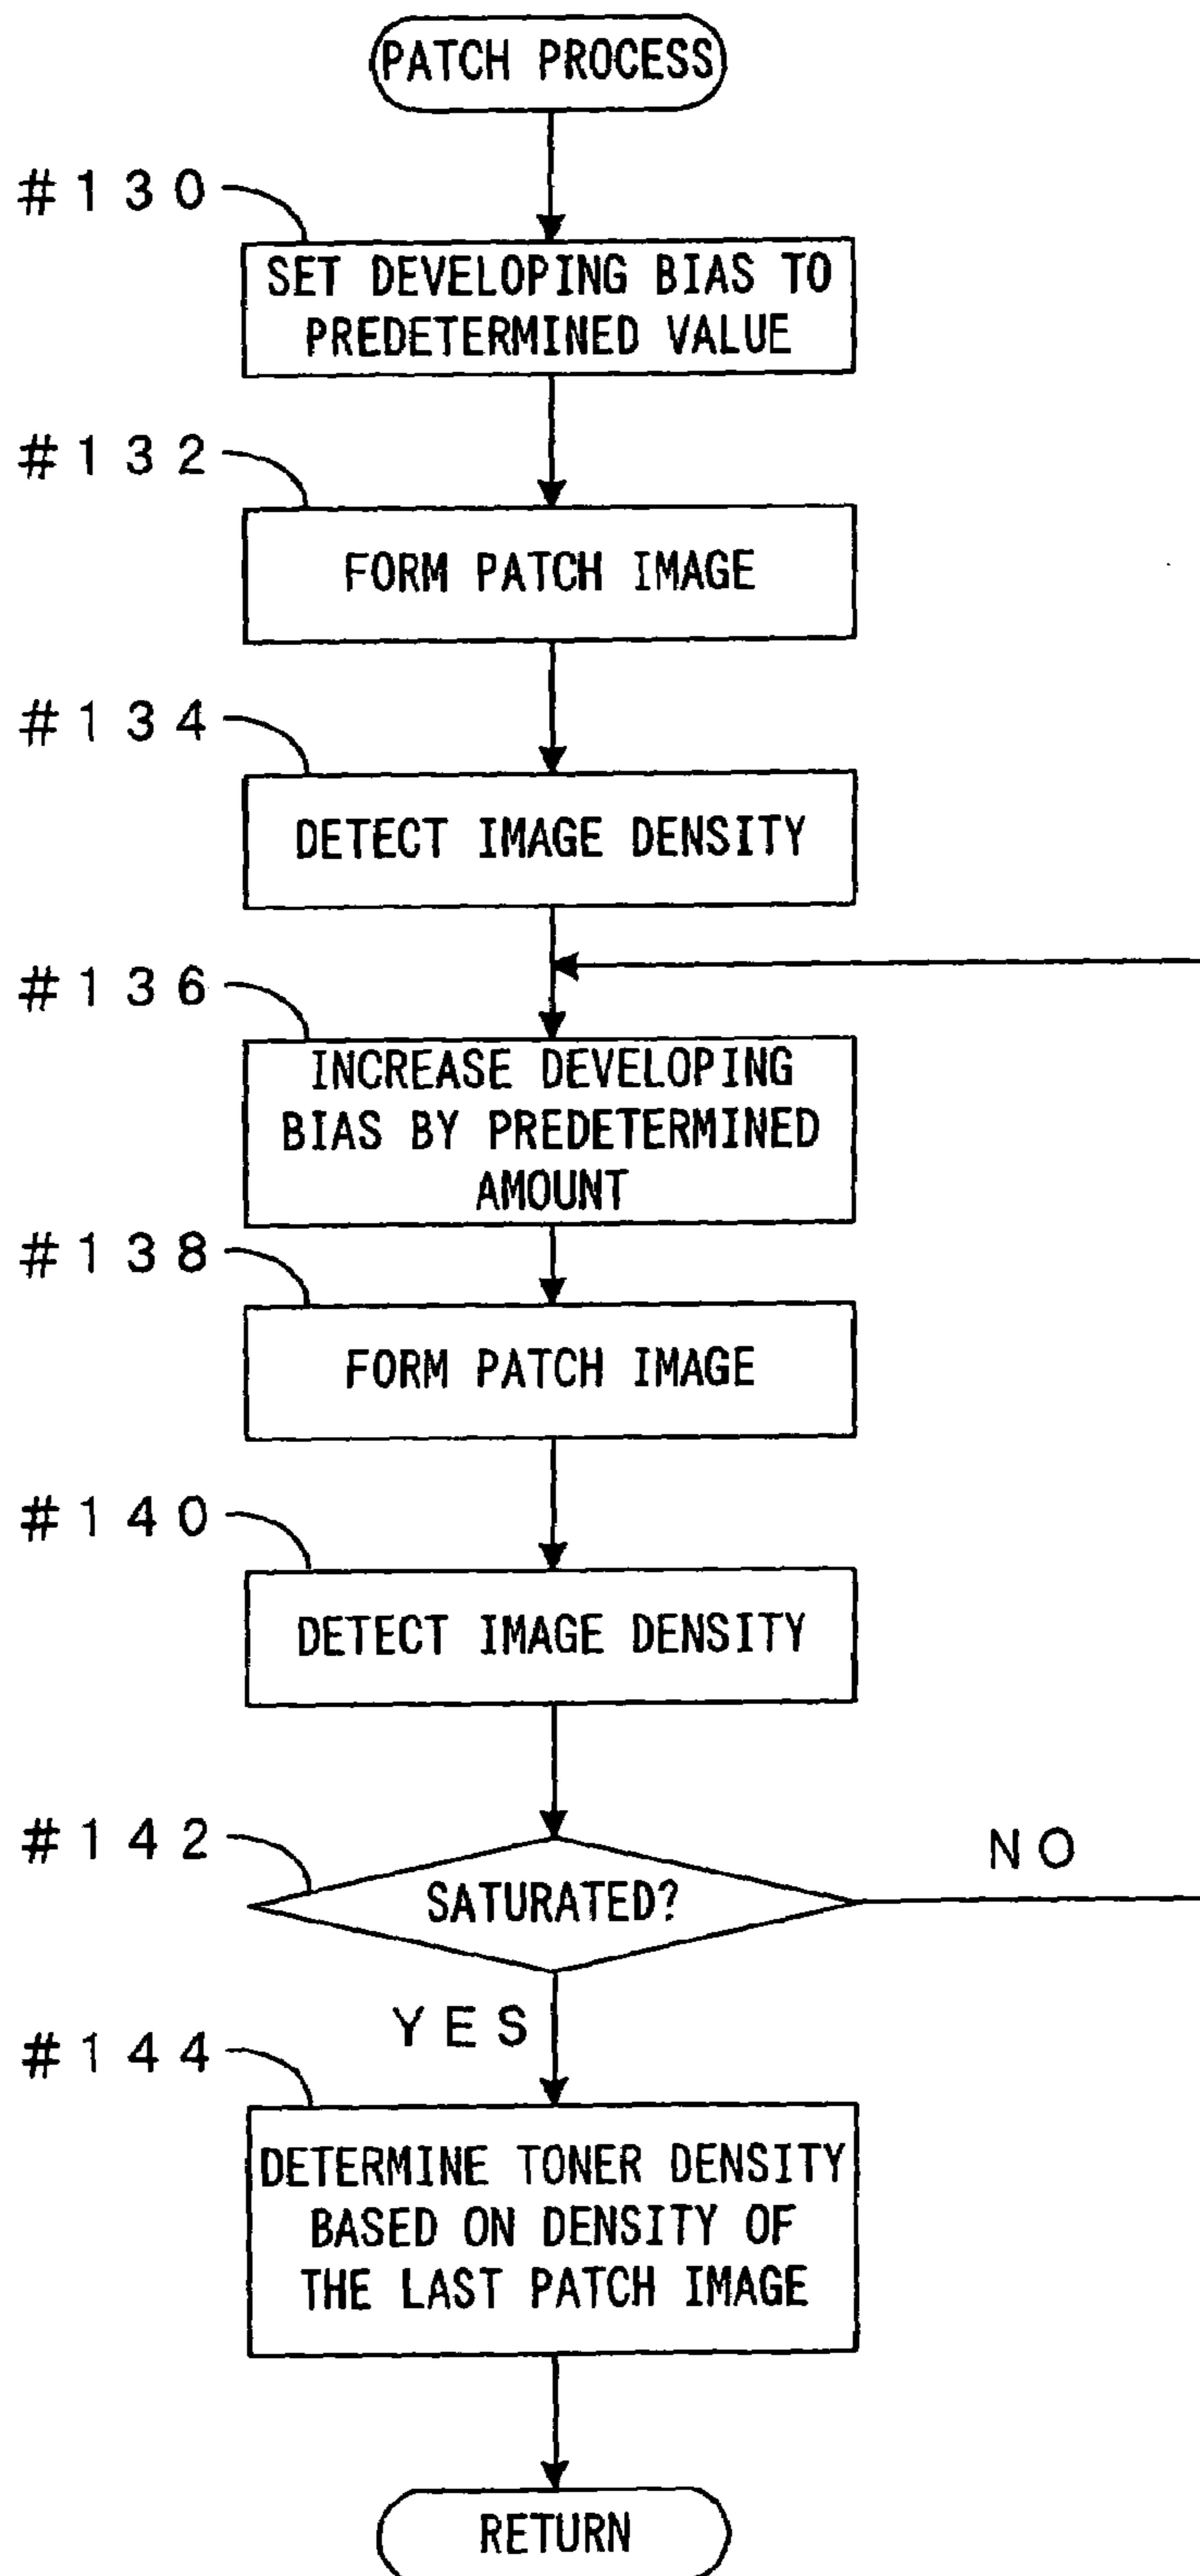 PATCH PROCESS
#130
SET DEVELOPING BIAS TO
PREDETERMINED VALUE
#132
FORM PATCH IMAGE
#134
DETECT IMAGE DENSITY
#136
INCREASE DEVELOPING
BIAS BY PREDETERMINED
AMOUNT
#138
FORM PATCH IMAGE
#140
DETECT IMAGE DENSITY
#142
SATURATED?
NO
YES
#144
DETERMINE TONER DENSITY
BASED ON DENSITY OF
THE LAST PATCH IMAGE
RETURN